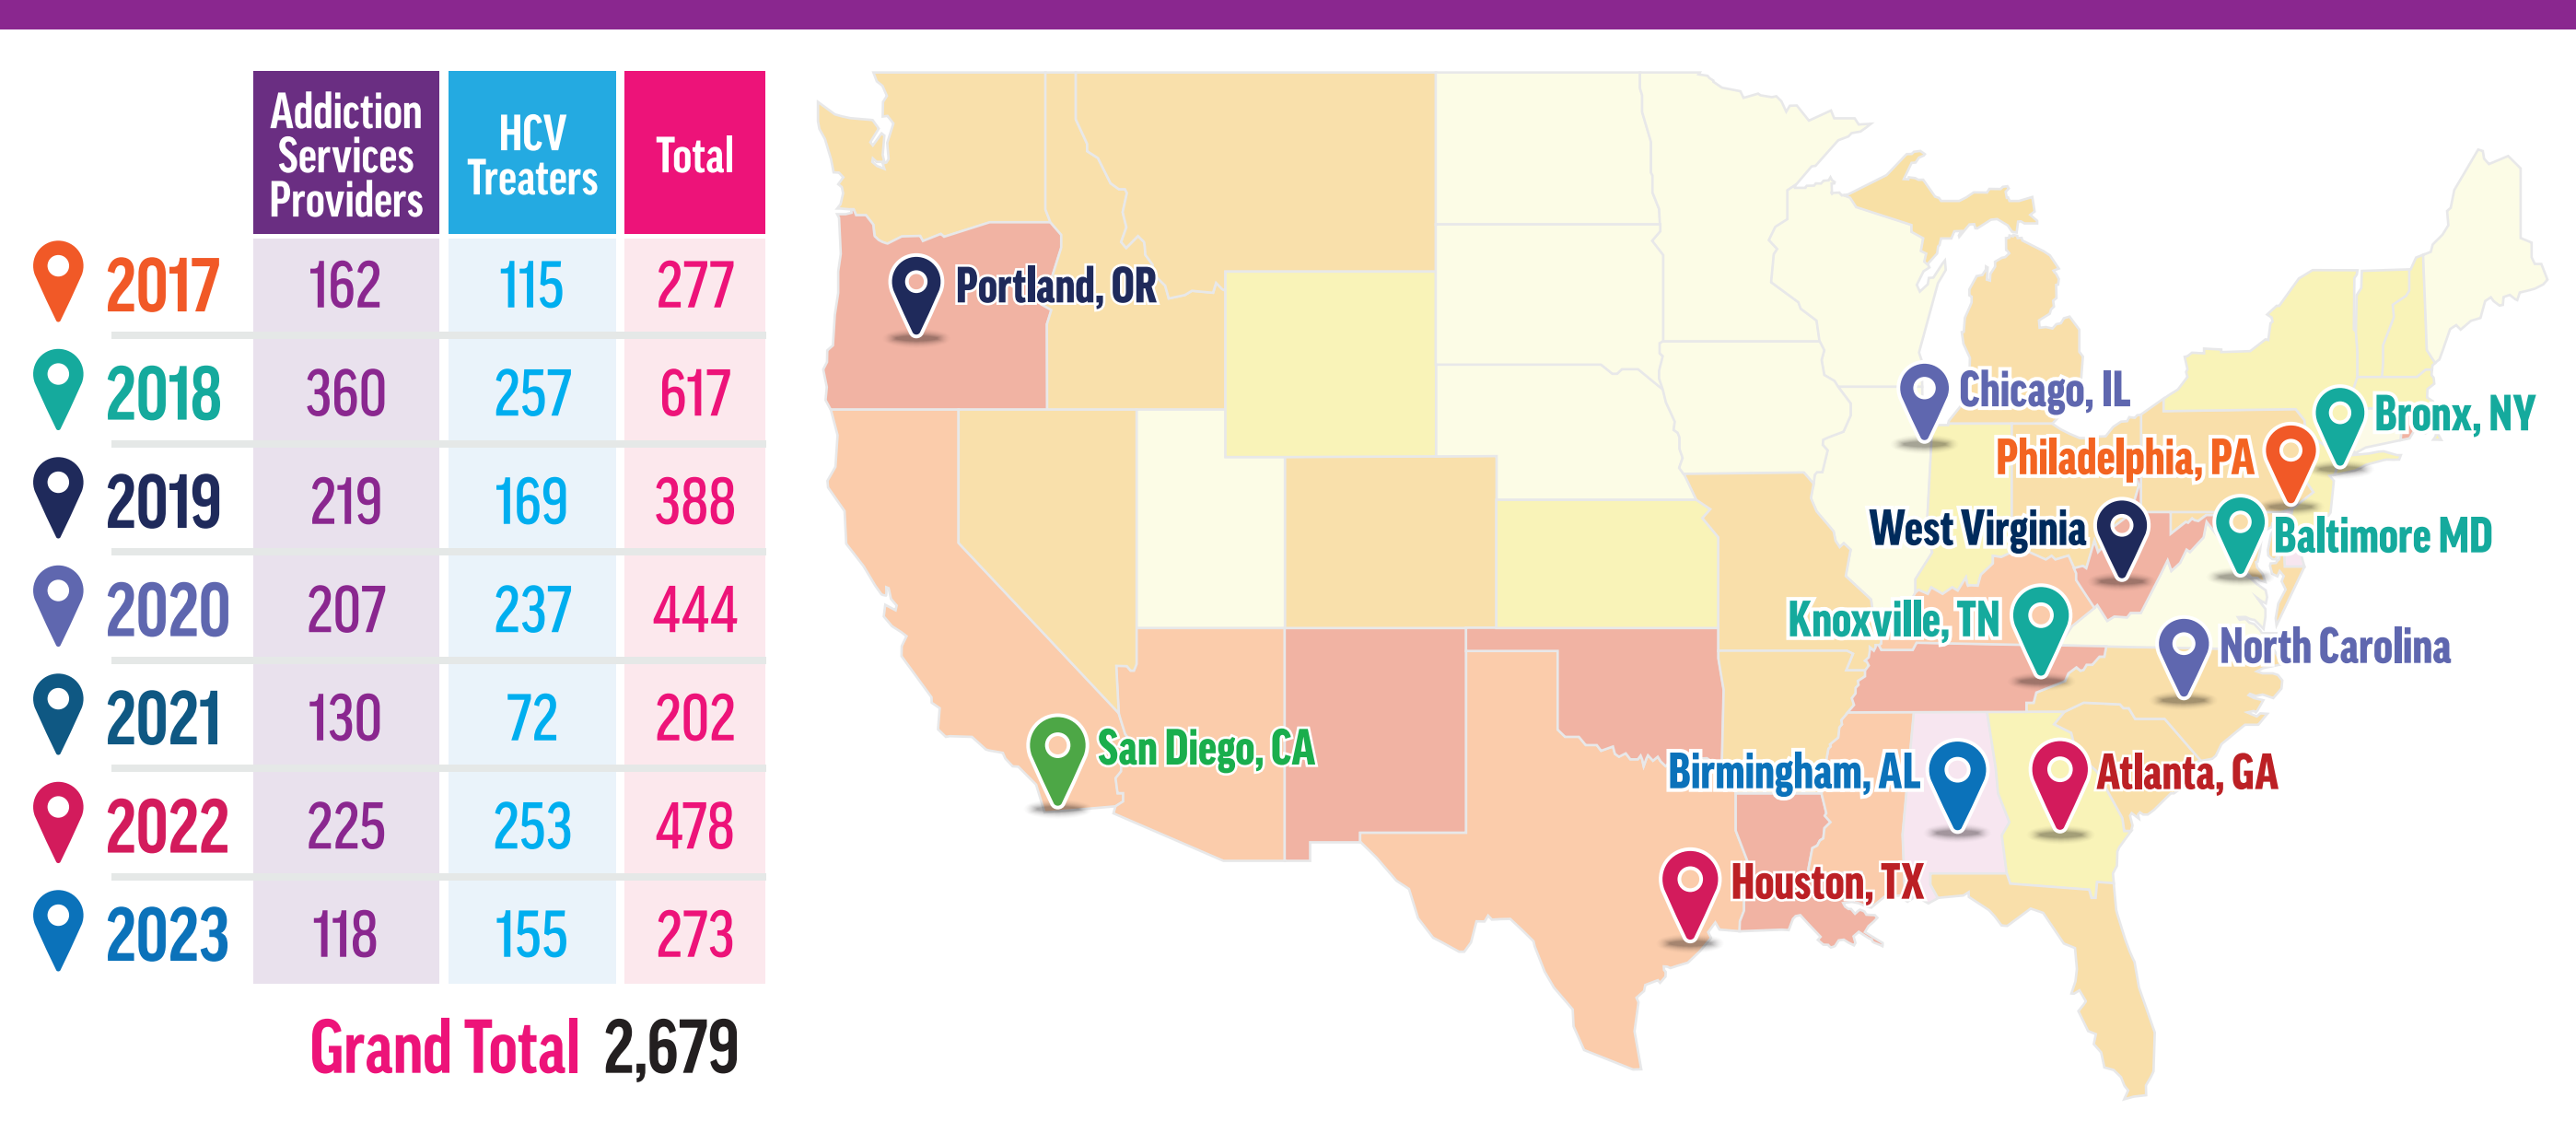 Addiction
Services
Providers
HCV
Treaters
Total
2017 162 115 277
2018 360 257 617
2019 219 169 388
2020 207 237 444
2021 130 72 202
2022 225 253 478
2023 118 155 273
Grand Total 2,679
Portland, OR
Chicago, IL
Bronx, NY
Philadelphia, PA
West Virginia
Baltimore MD
Knoxville, TN
North Carolina
San Diego, CA
Birmingham, AL
Atlanta, GA
Houston, TX